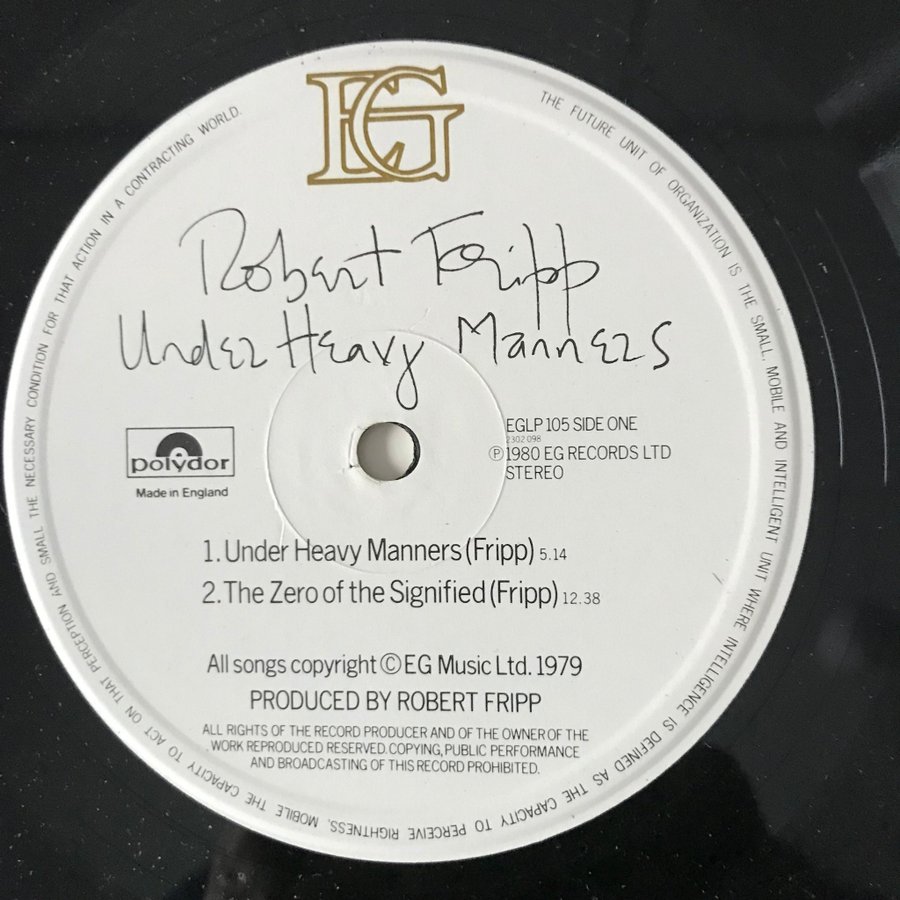 EG
Robert Fripp
Under Heavy Manners
polydor
Made in England
EGLP 105 SIDE ONE
2302 098
Ⓟ1980 EG RECORDS LTD
STEREO
1. Under Heavy Manners (Fripp) 5.14
2. The Zero of the Signified (Fripp) 12.38
All songs copyright © EG Music Ltd. 1979
PRODUCED BY ROBERT FRIPP
ALL RIGHTS OF THE RECORD PRODUCER AND OF THE OWNER OF THE
WORK REPRODUCED RESERVED. COPYING, PUBLIC PERFORMANCE
AND BROADCASTING OF THIS RECORD PROHIBITED.
THE FUTURE UNIT OF ORGANIZATION IS THE SMALL, MOBILE AND INTELLIGENT UNIT WHERE INTELLIGENCE IS DEFINED AS THE CAPACITY TO PERCEIVE RIGHTNESS, MOBILE THE CAPACITY TO ACT ON THAT PERCEPTION AND SMALL THE NECESSARY CONDITION FOR THAT ACTION IN A CONTRACTING WORLD.